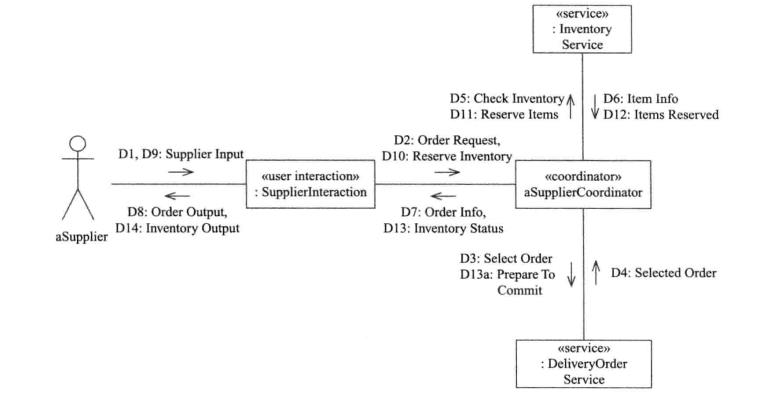 «service»
: Inventory
Service
D5: Check Inventory
D11: Reserve Items
D6: Item Info
D12: Items Reserved
D1, D9: Supplier Input
D2: Order Request,
D10: Reserve Inventory
«user interaction»
: SupplierInteraction
«coordinator»
aSupplierCoordinator
D8: Order Output,
D14: Inventory Output
D7: Order Info,
D13: Inventory Status
aSupplier
D3: Select Order
D13a: Prepare To
Commit
D4: Selected Order
«service»
: DeliveryOrder
Service